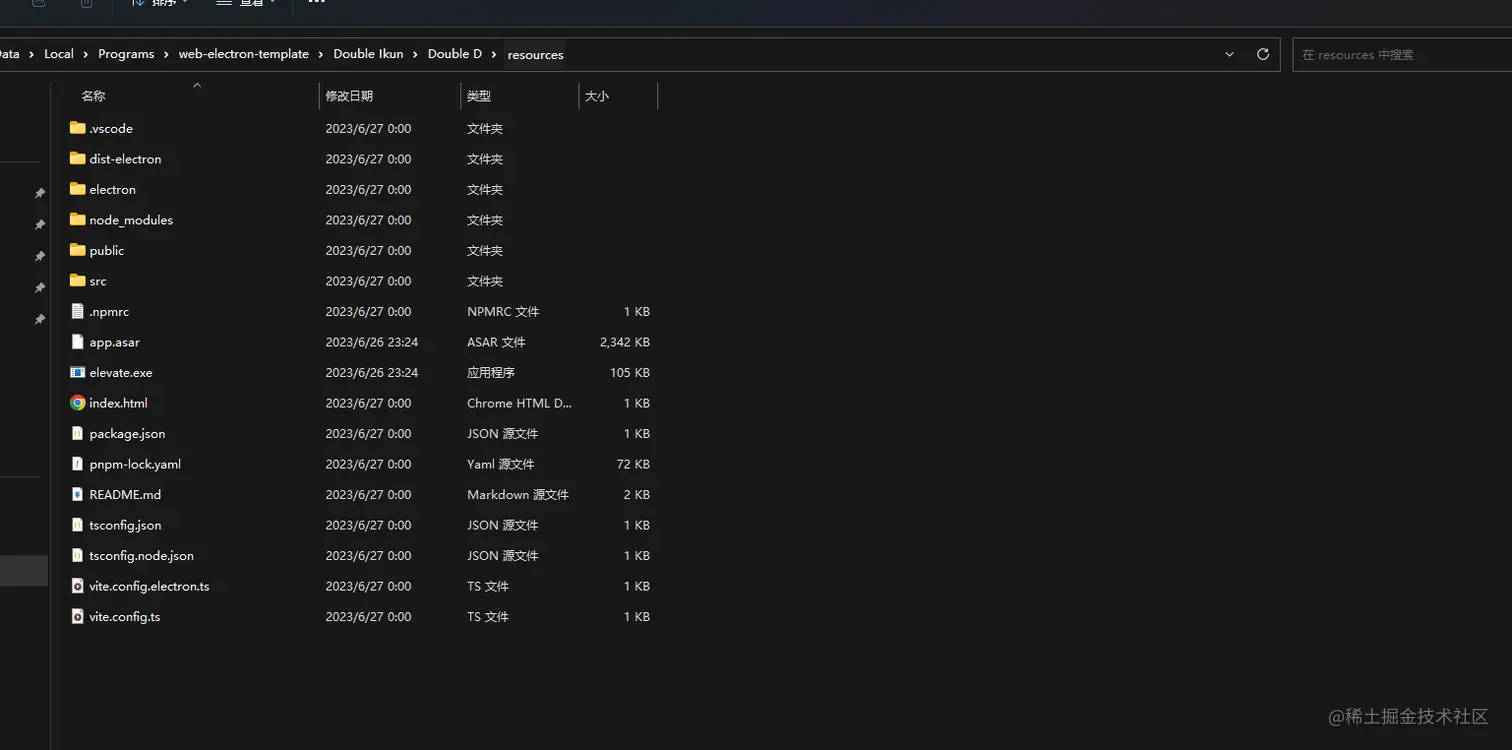 排序 查看 ···
Data › Local › Programs › web-electron-template › Double Ikun › Double D › resources
在 resources 中搜索
名称 修改日期 类型 大小
.vscode 2023/6/27 0:00 文件夹
dist-electron 2023/6/27 0:00 文件夹
electron 2023/6/27 0:00 文件夹
node_modules 2023/6/27 0:00 文件夹
public 2023/6/27 0:00 文件夹
src 2023/6/27 0:00 文件夹
.npmrc 2023/6/27 0:00 NPMRC 文件 1 KB
app.asar 2023/6/26 23:24 ASAR 文件 2,342 KB
elevate.exe 2023/6/26 23:24 应用程序 105 KB
index.html 2023/6/27 0:00 Chrome HTML D... 1 KB
package.json 2023/6/27 0:00 JSON 源文件 1 KB
pnpm-lock.yaml 2023/6/27 0:00 Yaml 源文件 72 KB
README.md 2023/6/27 0:00 Markdown 源文件 2 KB
tsconfig.json 2023/6/27 0:00 JSON 源文件 1 KB
tsconfig.node.json 2023/6/27 0:00 JSON 源文件 1 KB
vite.config.electron.ts 2023/6/27 0:00 TS 文件 1 KB
vite.config.ts 2023/6/27 0:00 TS 文件 1 KB
@稀土掘金技术社区